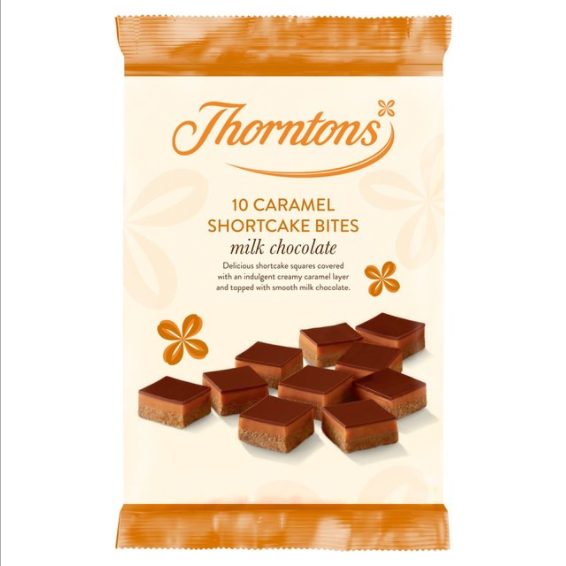 Thorntons
10 CARAMEL
SHORTCAKE BITES
milk chocolate
Delicious shortcake squares covered
with an indulgent creamy caramel layer
and topped with smooth milk chocolate.